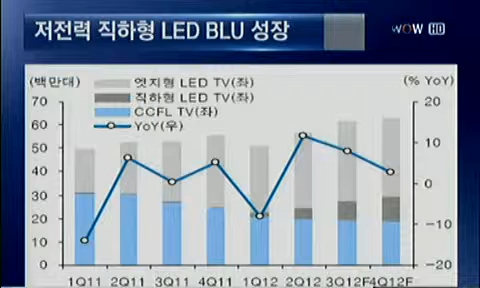 저전력 직하형 LED BLU 성장
WOW HD
(백만대)
(% YoY)
엣지형 LED TV(좌)
직하형 LED TV(좌)
CCFL TV(좌)
YoY(우)
70
60
50
40
30
20
10
0
20
10
0
-10
-20
1Q11 2Q11 3Q11 4Q11 1Q12 2Q12 3Q12F 4Q12F